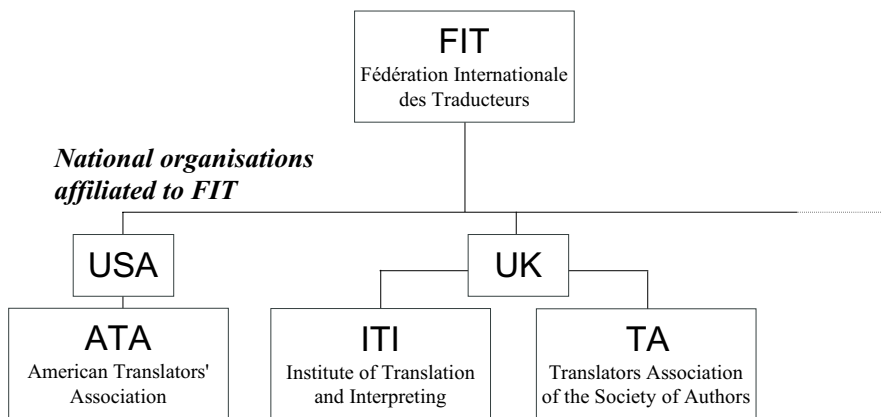 FIT
Fédération Internationale
des Traducteurs
National organisations
affiliated to FIT
USA
UK
ATA
American Translators'
Association
ITI
Institute of Translation
and Interpreting
TA
Translators Association
of the Society of Authors